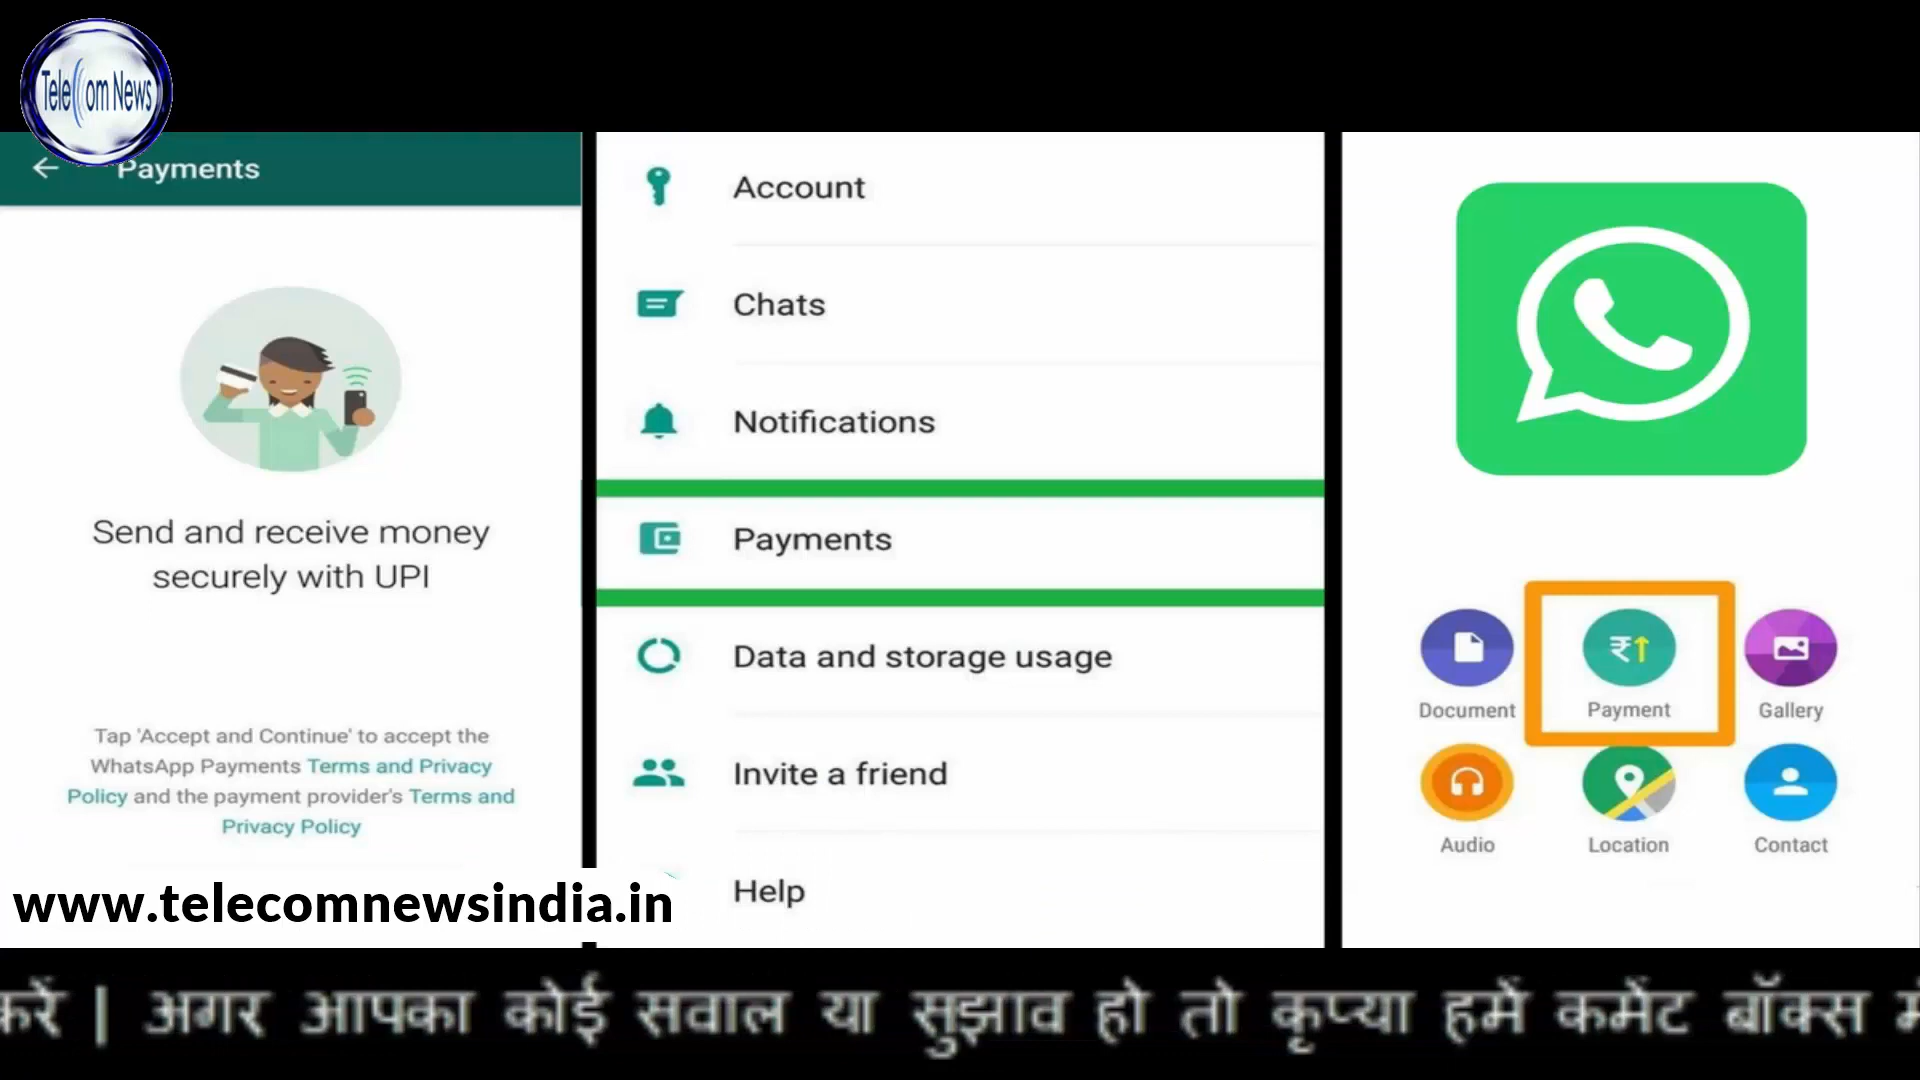 TeleCom News
Payments
Send and receive money
securely with UPI
Tap 'Accept and Continue' to accept the
WhatsApp Payments Terms and Privacy
Policy and the payment provider's Terms and
Privacy Policy
www.telecomnewsindia.in
Account
Chats
Notifications
Payments
Data and storage usage
Invite a friend
Help
₹↑
Document
Payment
Gallery
Audio
Location
Contact
करें | अगर आपका कोई सवाल या सुझाव हो तो कृप्या हमें कमेंट बॉक्स